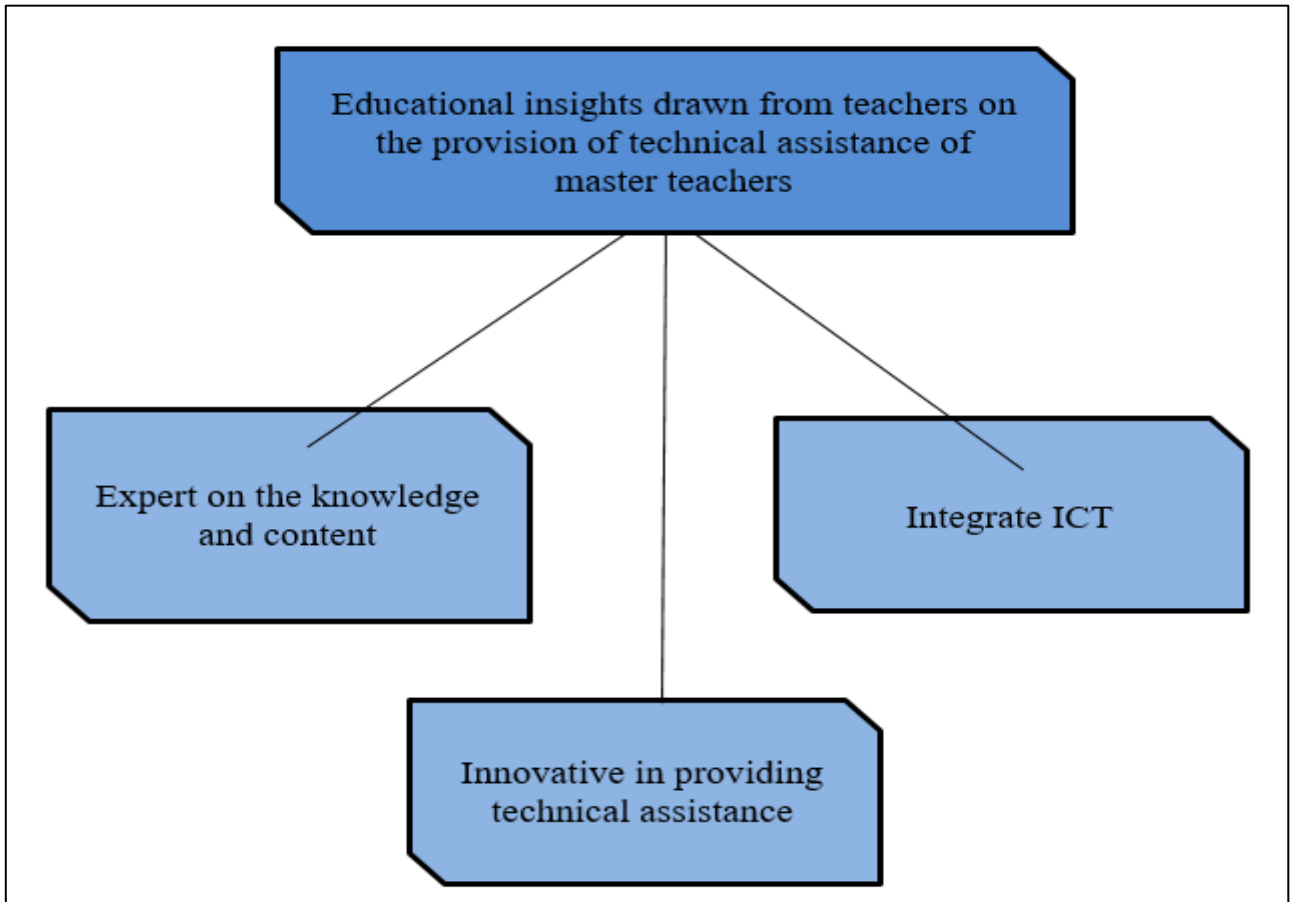 Educational insights drawn from teachers on
the provision of technical assistance of
master teachers
Expert on the knowledge
and content
Integrate ICT
Innovative in providing
technical assistance